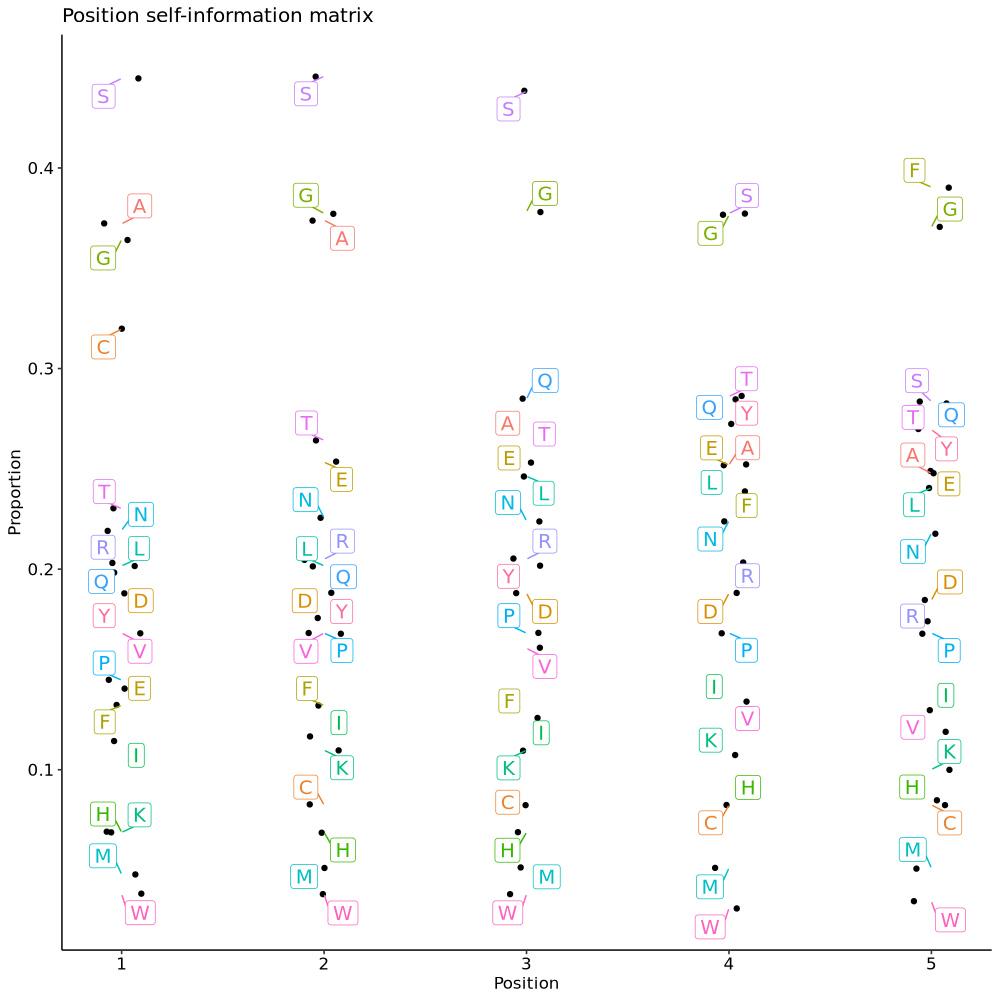 Position self-information matrix
S S S
F
S
A G G G
G A G
G
C
T Q S
Q T Q
T A T Y
E Y
E A A
E E
T N L L L
N N F
N
R L R R N
L N
Q D Q Y R D
D Y D D R
Y P
V V P P P
P V
E F I I
F I F V V
I K
K I K
K
C H H
H K C
C C
M H H M
M M M
W W W W
W
0.4
0.3
0.2
0.1
Proportion
1 2 3 4 5
Position